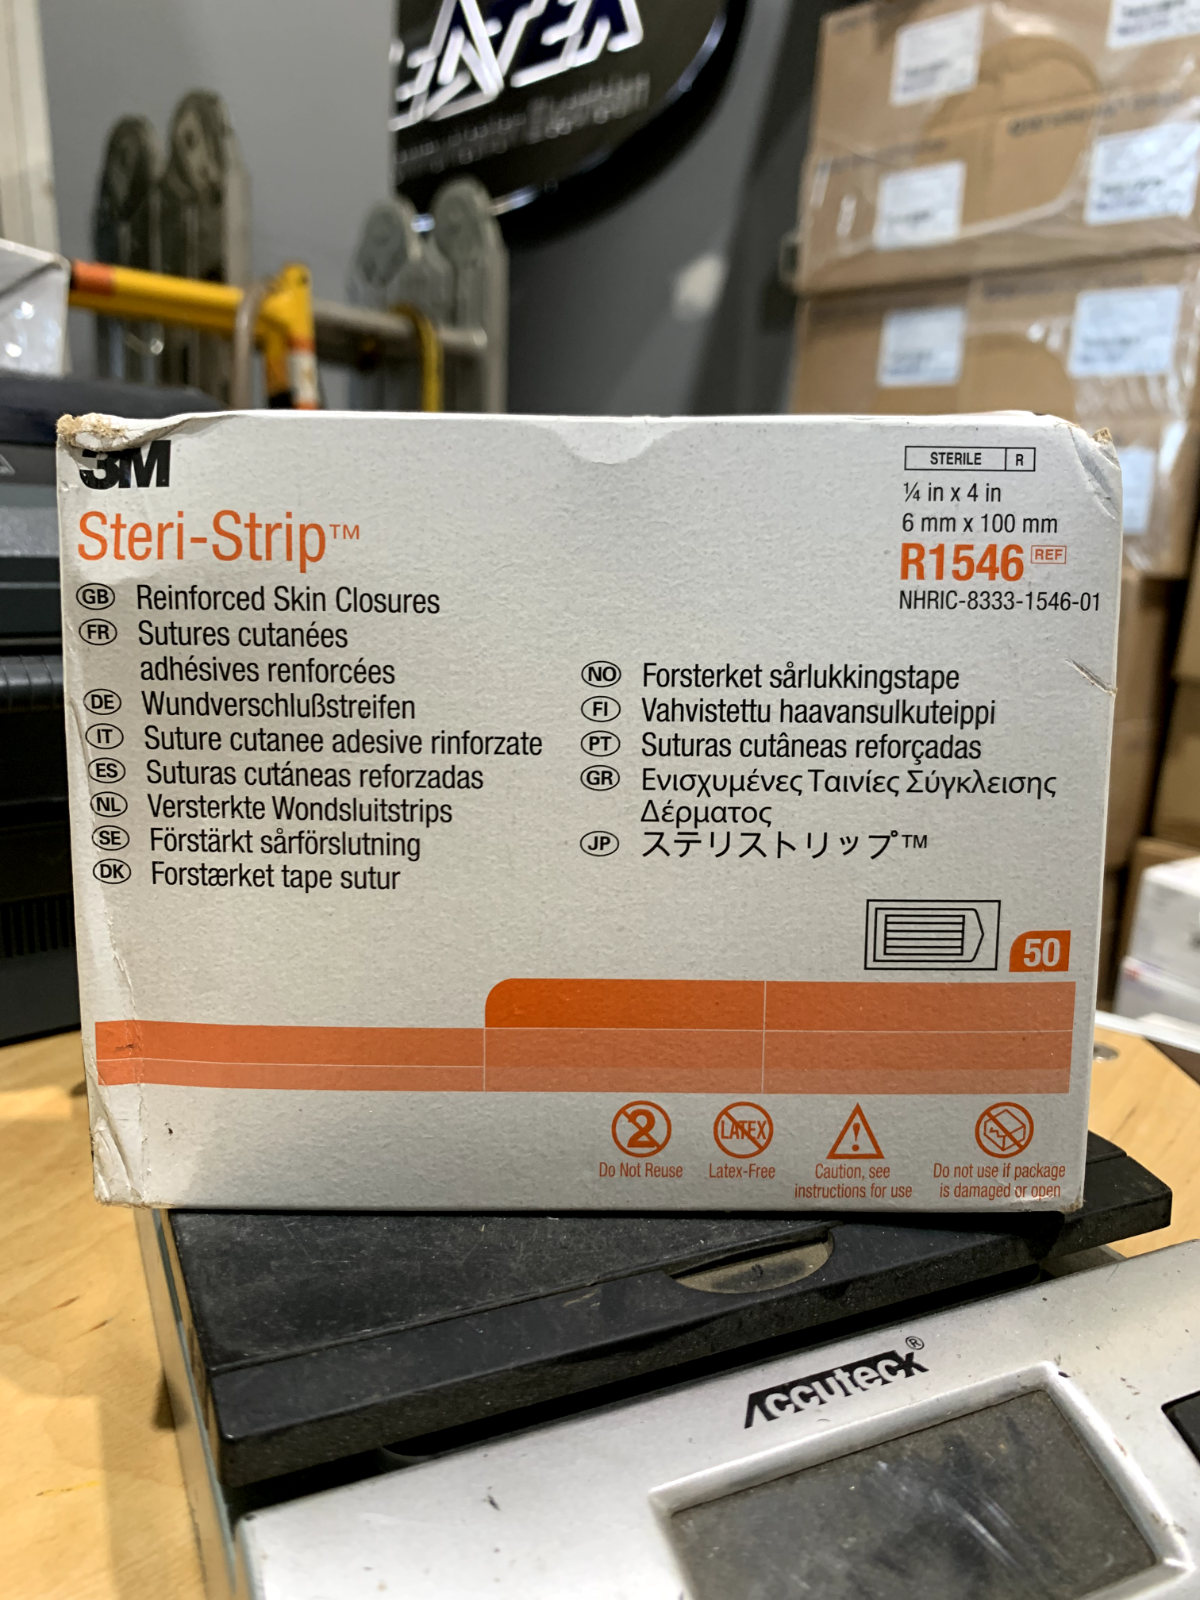 3M
Steri-Strip™
GB Reinforced Skin Closures
FR Sutures cutanées
adhésives renforcées
DE Wundverschlußstreifen
IT Suture cutanee adesive rinforzate
ES Suturas cutáneas reforzadas
NL Versterkte Wondsluitstrips
SE Förstärkt sårförslutning
DK Forstærket tape sutur
STERILE R
¼ in x 4 in
6 mm x 100 mm
R1546 REF
NHRIC-8333-1546-01
NO Forsterket sårlukkingstape
FI Vahvistettu haavansulkuteippi
PT Suturas cutâneas reforçadas
GR Ενισχυμένες Ταινίες Σύγκλεισης
Δέρματος
JP ステリストリップ™
50
2
Do Not Reuse
LATEX
Latex-Free
!
Caution, see
instructions for use
Do not use if package
is damaged or open
Accuteck®